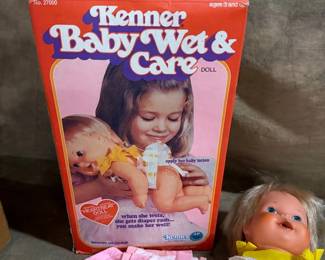 No. 27000
ages 3 and
Kenner
Baby Wet &
Care
DOLL
apply her baby lotion
when she wets,
she gets diaper rash...
you make her well!
Kenner